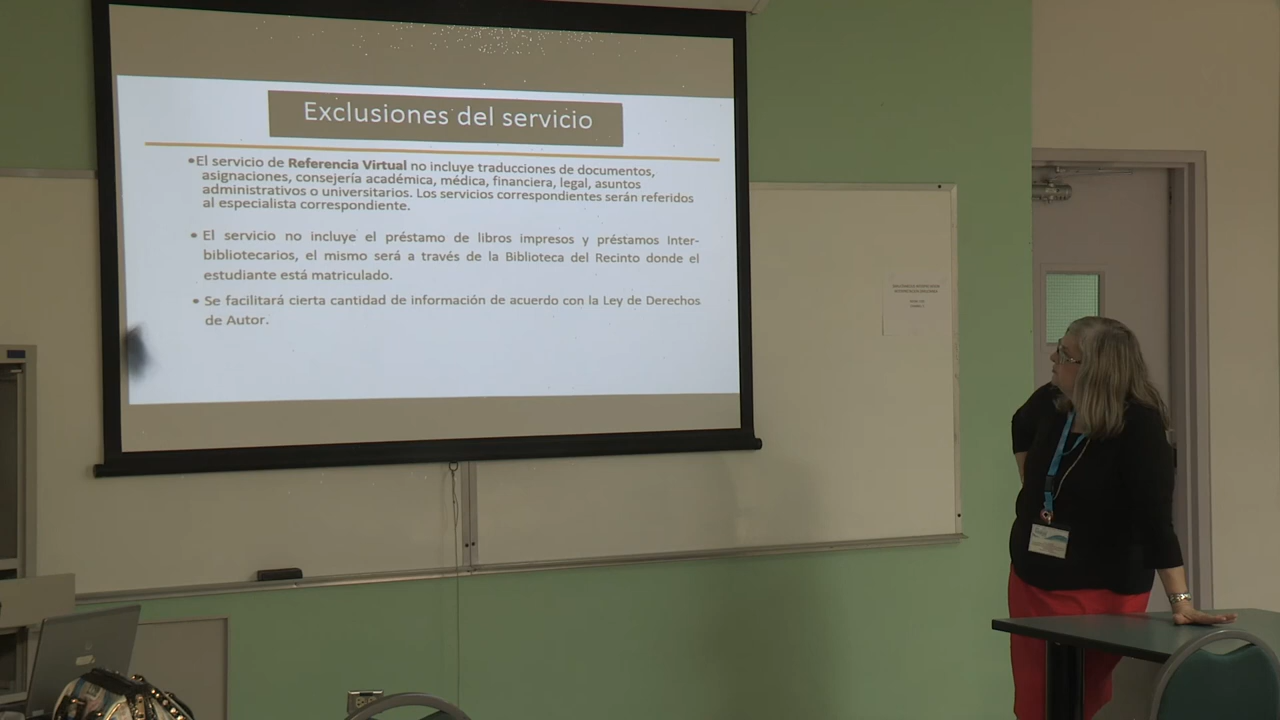 Exclusiones del servicio
•El servicio de Referencia Virtual no incluye traducciones de documentos,
asignaciones, consejería académica, médica, financiera, legal, asuntos
administrativos o universitarios. Los servicios correspondientes serán referidos
al especialista correspondiente.
• El servicio no incluye el préstamo de libros impresos y préstamos Inter-
bibliotecarios, el mismo será a través de la Biblioteca del Recinto donde el
estudiante está matriculado.
• Se facilitará cierta cantidad de información de acuerdo con la Ley de Derechos
de Autor.